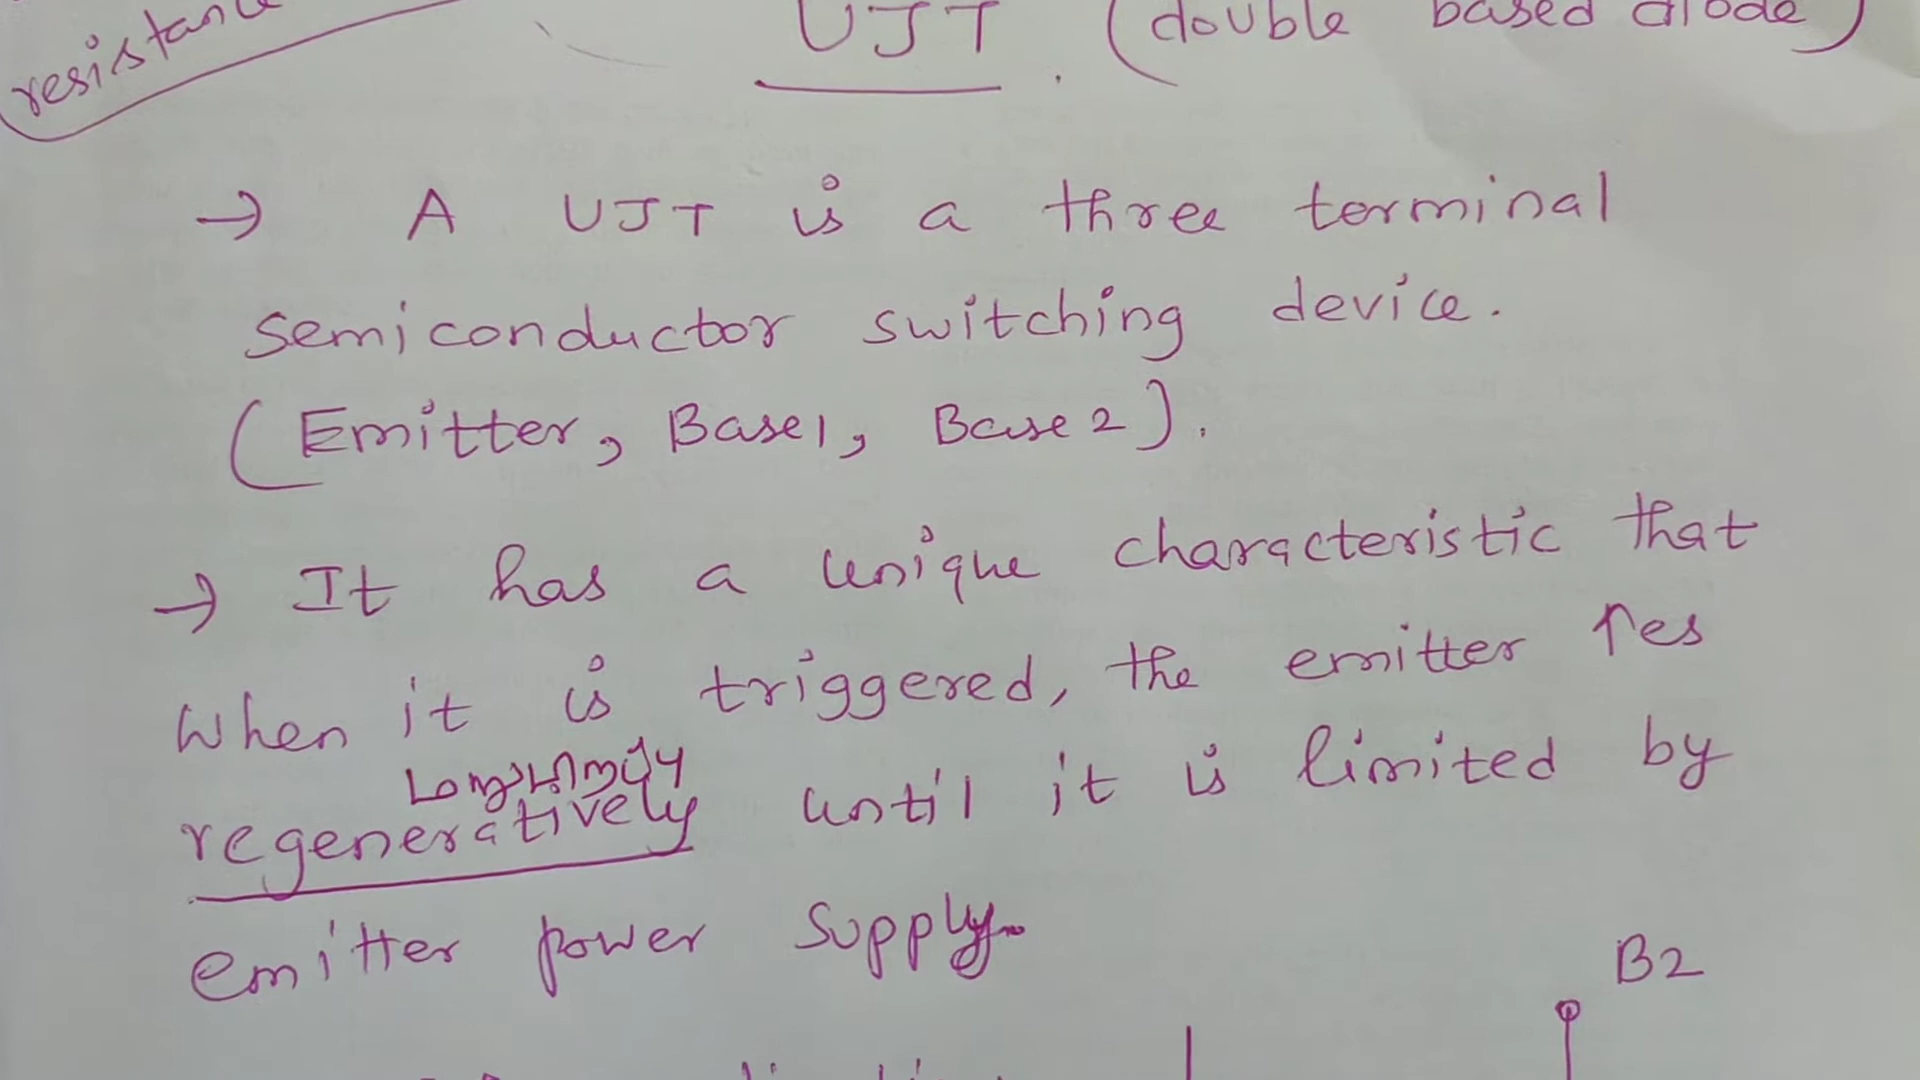 resistance
UJT (double based diode)
→ A UJT is a three terminal
semiconductor switching device.
(Emitter, Base1, Base2).
→ It has a unique characteristic that
when it is triggered, the emitter ↑es
regeneratively until it is limited by
emitter power supply.
B2